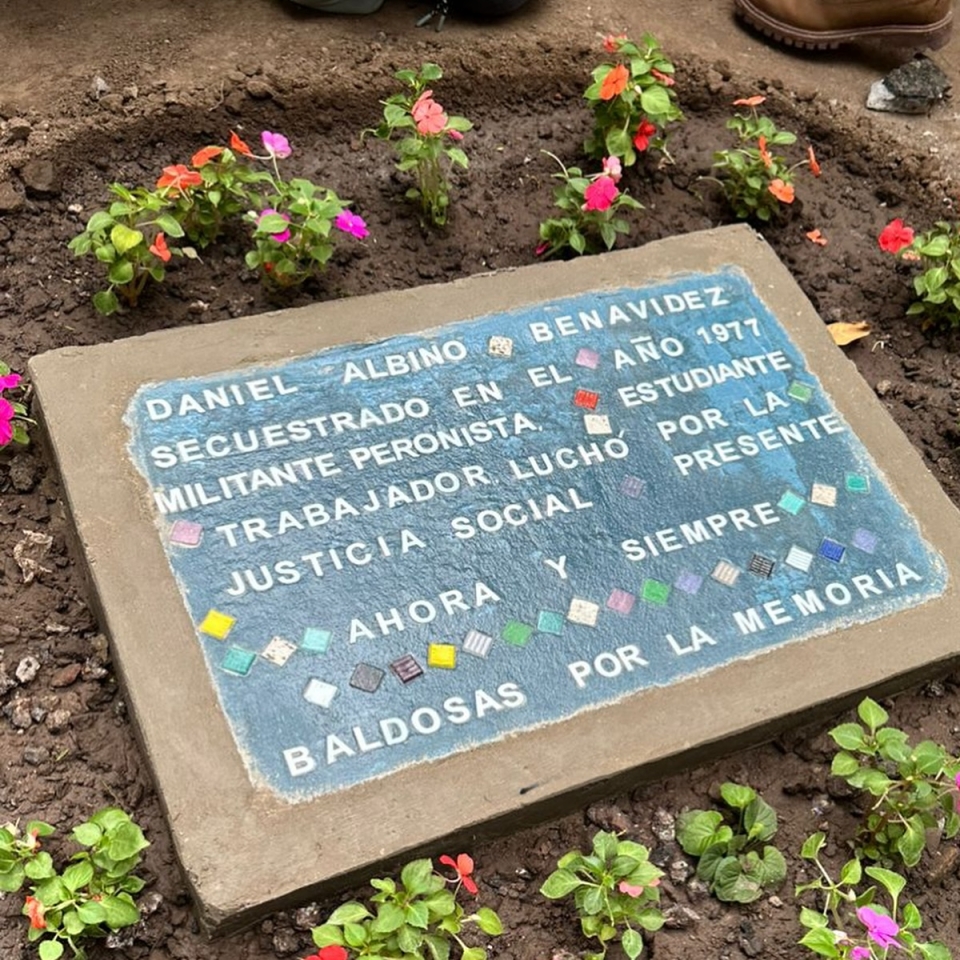 DANIEL ALBINO BENAVIDEZ
SECUESTRADO EN EL AÑO 1977
MILITANTE PERONISTA. ESTUDIANTE
TRABAJADOR. LUCHÓ POR LA
JUSTICIA SOCIAL PRESENTE
AHORA Y SIEMPRE
BALDOSAS POR LA MEMORIA